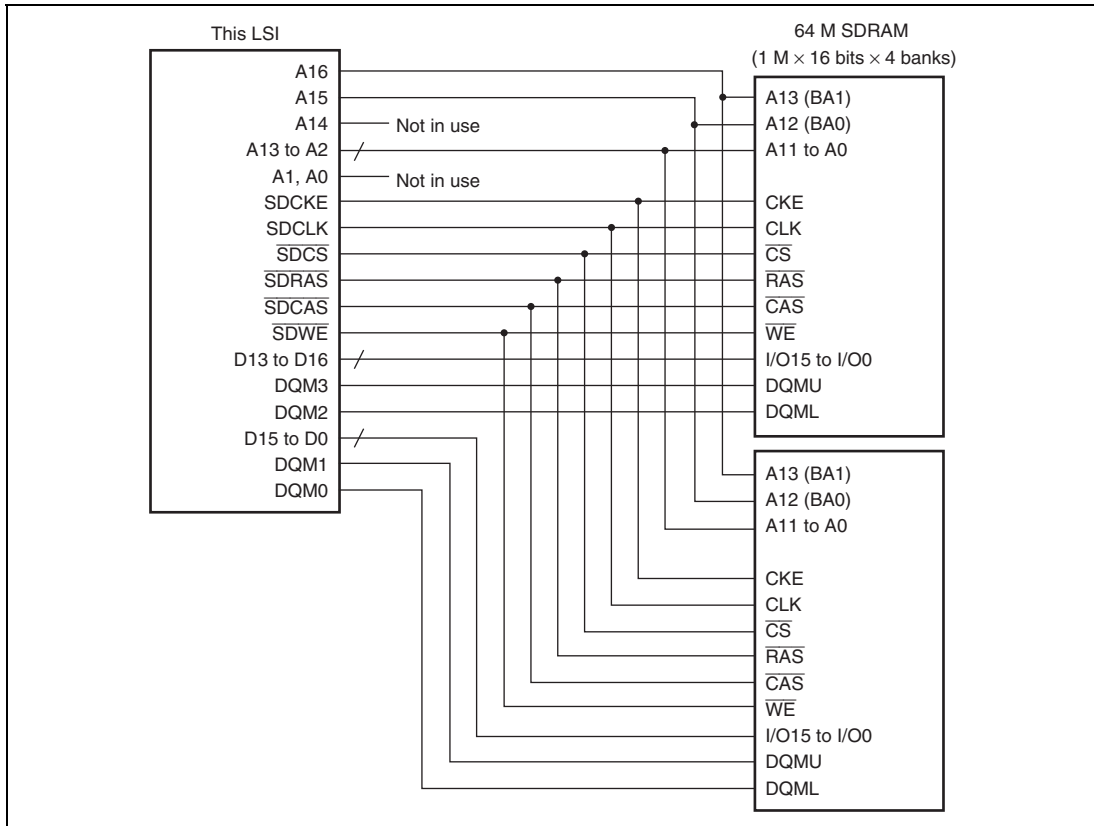 This LSI
A16
A15
A14
Not in use
A13 to A2
A1, A0
Not in use
SDCKE
SDCLK
SDCS
SDRAS
SDCAS
SDWE
D13 to D16
DQM3
DQM2
D15 to D0
DQM1
DQM0
64 M SDRAM
(1 M × 16 bits × 4 banks)
A13 (BA1)
A12 (BA0)
A11 to A0
CKE
CLK
CS
RAS
CAS
WE
I/O15 to I/O0
DQMU
DQML
A13 (BA1)
A12 (BA0)
A11 to A0
CKE
CLK
CS
RAS
CAS
WE
I/O15 to I/O0
DQMU
DQML